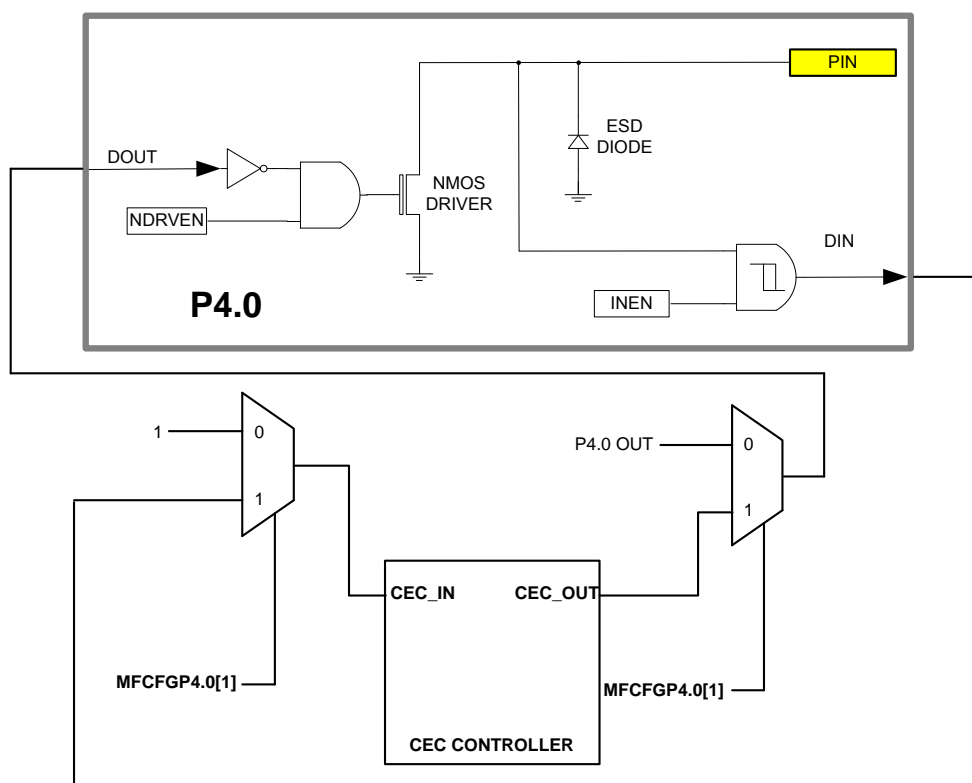 PIN
ESD
DIODE
DOUT
NMOS
DRIVER
NDRVEN
DIN
INEN
P4.0
1
0
1
P4.0 OUT
0
1
CEC_IN
CEC_OUT
MFCFGP4.0[1]
MFCFGP4.0[1]
CEC CONTROLLER